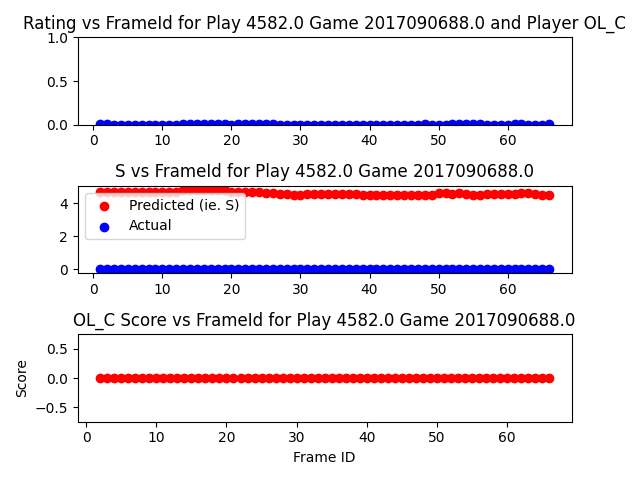 Rating vs FrameId for Play 4582.0 Game 2017090688.0 and Player OL_C
1.0
0.5
0.0
0 10 20 30 40 50 60
S vs FrameId for Play 4582.0 Game 2017090688.0
4
2
0
Predicted (ie. S)
Actual
0 10 20 30 40 50 60
OL_C Score vs FrameId for Play 4582.0 Game 2017090688.0
Score
0.5
0.0
−0.5
0 10 20 30 40 50 60
Frame ID